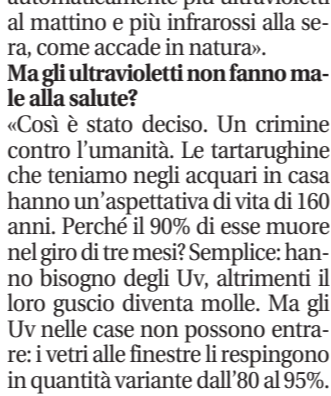 automaticamente più ultravioletti
al mattino e più infrarossi alla se-
ra, come accade in natura».
Ma gli ultravioletti non fanno ma-
le alla salute?
«Così è stato deciso. Un crimine
contro l’umanità. Le tartarughine
che teniamo negli acquari in casa
hanno un’aspettativa di vita di 160
anni. Perché il 90% di esse muore
nel giro di tre mesi? Semplice: han-
no bisogno degli Uv, altrimenti il
loro guscio diventa molle. Ma gli
Uv nelle case non possono entra-
re: i vetri alle finestre li respingono
in quantità variante dall’80 al 95%.